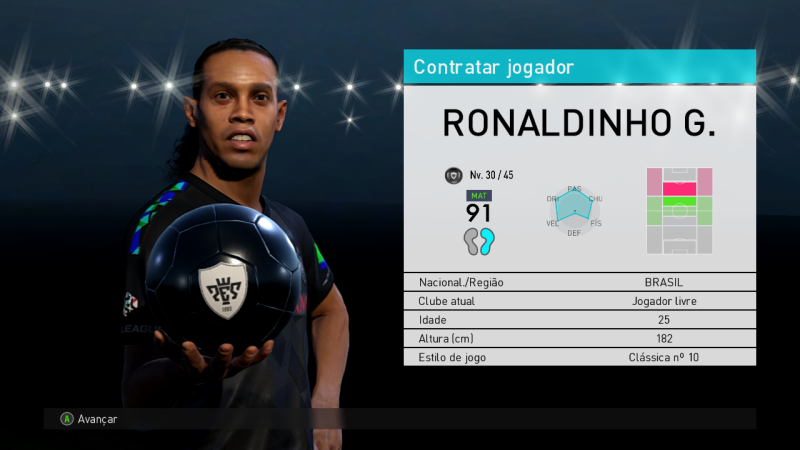 Contratar jogador
RONALDINHO G.
Nv. 30 / 45
MAT
91
PAS
DRI CHU
VEL FÍS
DEF
Nacional./Região BRASIL
Clube atual Jogador livre
Idade 25
Altura (cm) 182
Estilo de jogo Clássica nº 10
LEAGUE
A Avançar